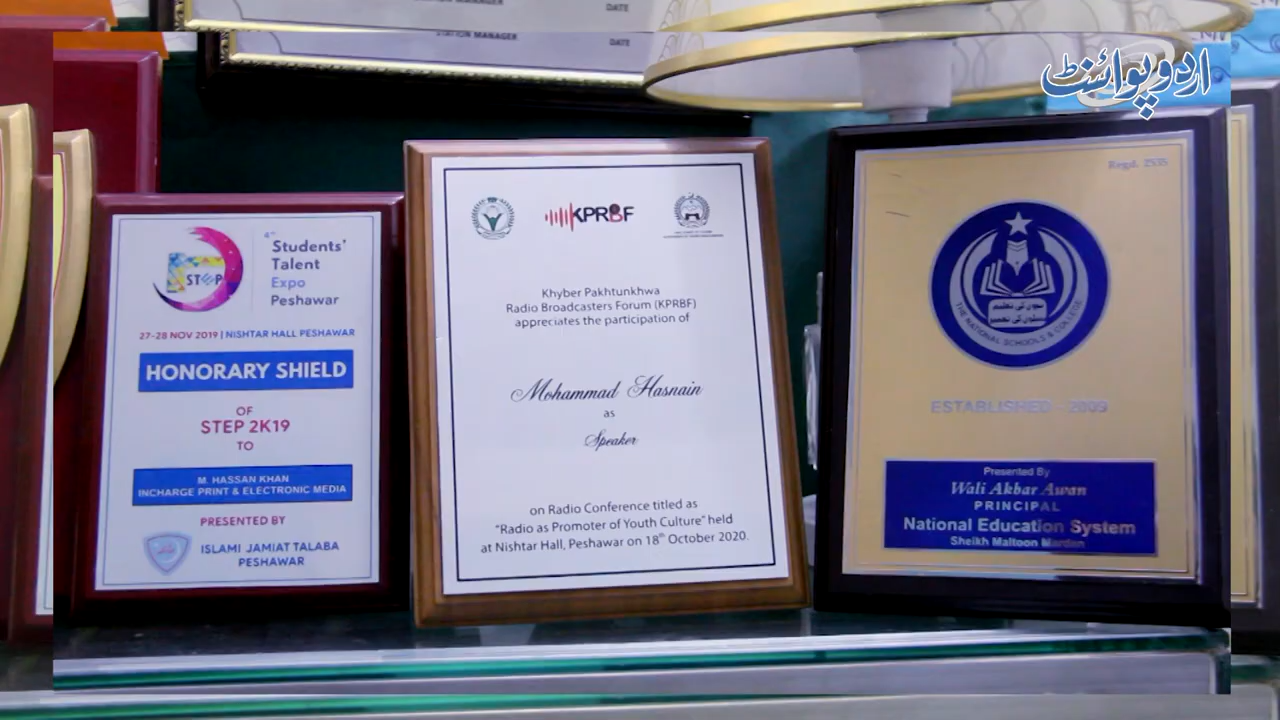 STATION MANAGER
DATE
اردو پوائنٹ
STEP
4th Students'
Talent
Expo
Peshawar
27-28 NOV 2019 | NISHTAR HALL PESHAWAR
HONORARY SHIELD
OF
STEP 2K19
TO
M. HASSAN KHAN
INCHARGE PRINT & ELECTRONIC MEDIA
PRESENTED BY
ISLAMI JAMIAT TALABA
PESHAWAR
KPRBF
Khyber Pakhtunkhwa
Radio Broadcasters Forum (KPRBF)
appreciates the participation of
Mohammad Hasnain
as
Speaker
on Radio Conference titled as
"Radio as Promoter of Youth Culture" held
at Nishtar Hall, Peshawar on 18th October 2020.
Regd. 2535
THE NATIONAL SCHOOLS & COLLEGE
ESTABLISHED - 2009
Presented By
Wali Akbar Awan
PRINCIPAL
National Education System
Sheikh Maltoon Mardan